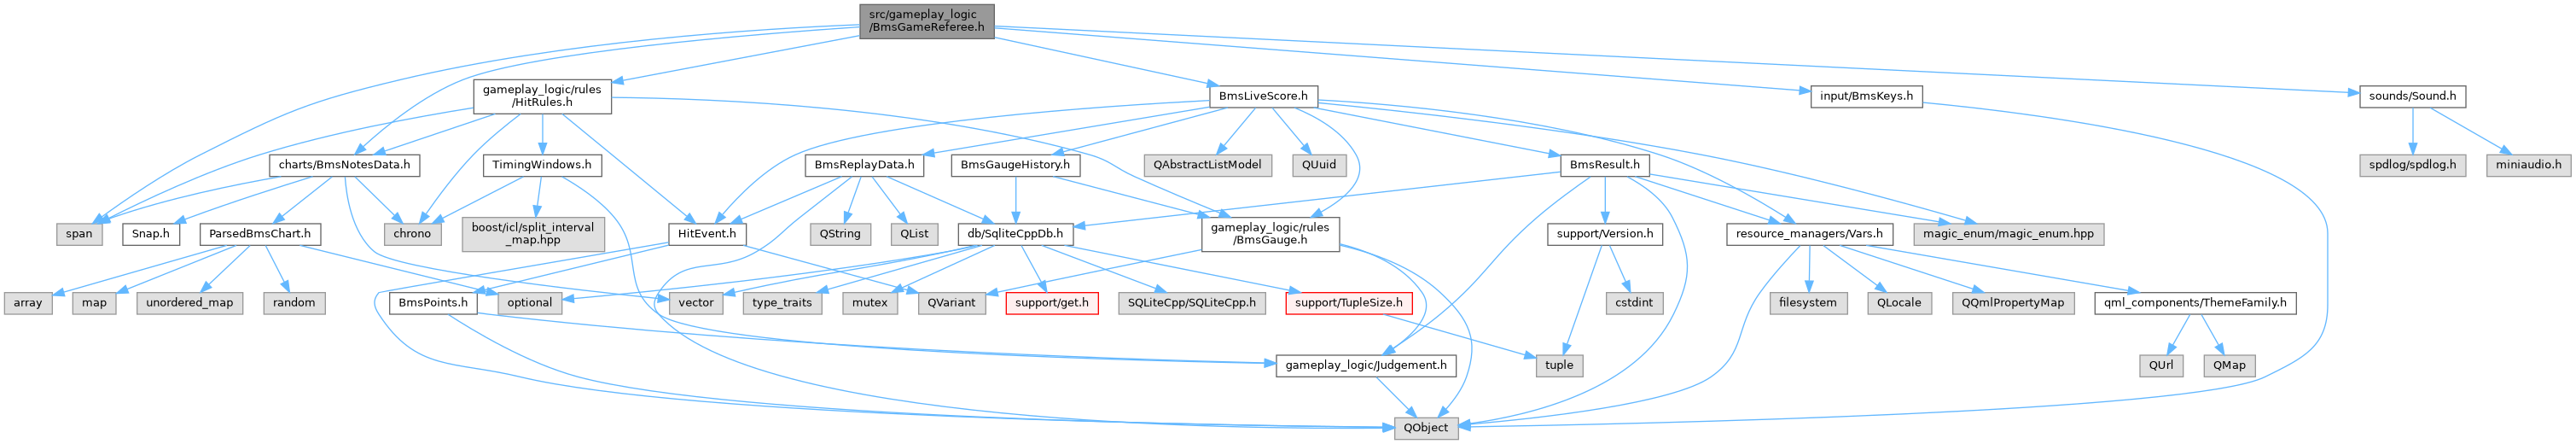 src/gameplay_logic
/BmsGameReferee.h
gameplay_logic/rules
/HitRules.h
BmsLiveScore.h
input/BmsKeys.h
sounds/Sound.h
charts/BmsNotesData.h
TimingWindows.h
BmsReplayData.h
BmsGaugeHistory.h
QAbstractListModel
QUuid
BmsResult.h
spdlog/spdlog.h
miniaudio.h
span
Snap.h
ParsedBmsChart.h
chrono
boost/icl/split_interval
_map.hpp
HitEvent.h
QString
QList
db/SqliteCppDb.h
gameplay_logic/rules
/BmsGauge.h
support/Version.h
resource_managers/Vars.h
magic_enum/magic_enum.hpp
array
map
unordered_map
random
optional
BmsPoints.h
vector
type_traits
mutex
QVariant
support/get.h
SQLiteCpp/SQLiteCpp.h
support/TupleSize.h
cstdint
filesystem
QLocale
QQmlPropertyMap
qml_components/ThemeFamily.h
gameplay_logic/Judgement.h
tuple
QUrl
QMap
QObject